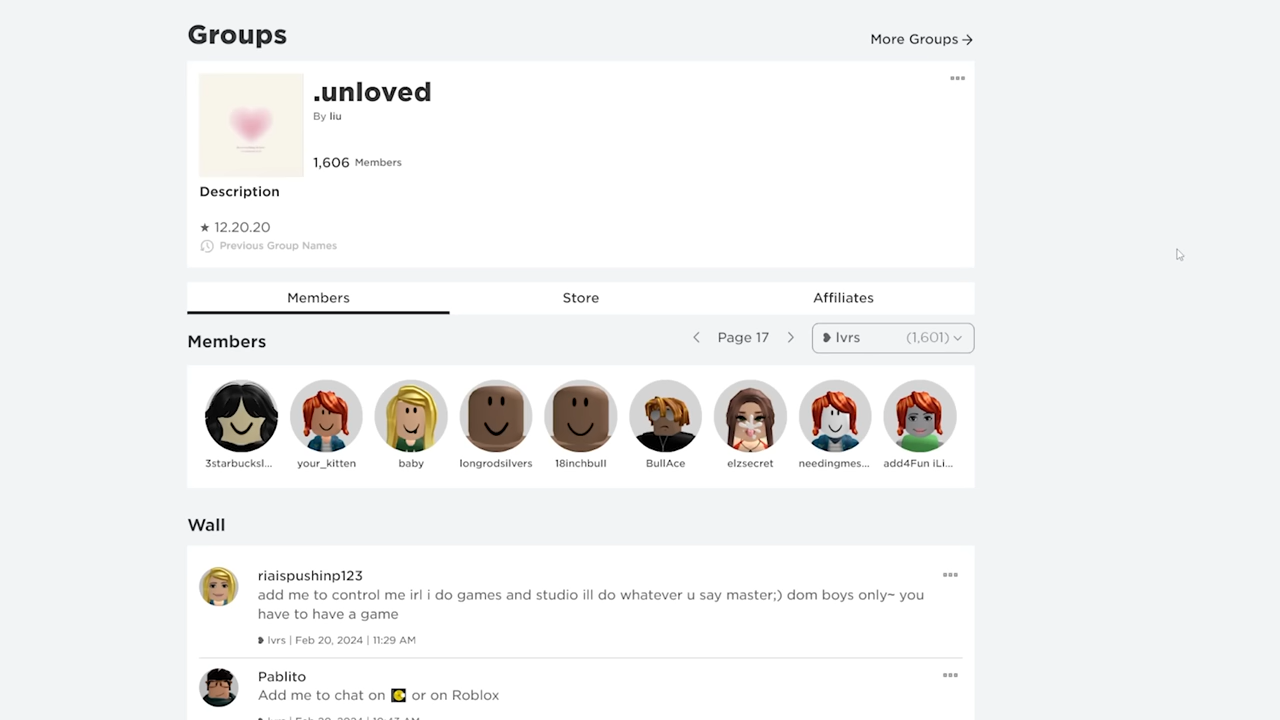 Groups
More Groups →
.unloved
By liu
1,606 Members
Description
★ 12.20.20
Previous Group Names
Members
Store
Affiliates
Members
Page 17
lvrs (1,601)
3starbucksl...
your_kitten
baby
longrodsilvers
18inchbull
BullAce
elzsecret
needingmes...
add4Fun iLi...
Wall
riaispushinp123
add me to control me irl i do games and studio ill do whatever u say master;) dom boys only~ you
have to have a game
lvrs | Feb 20, 2024 | 11:29 AM
Pablito
Add me to chat on or on Roblox